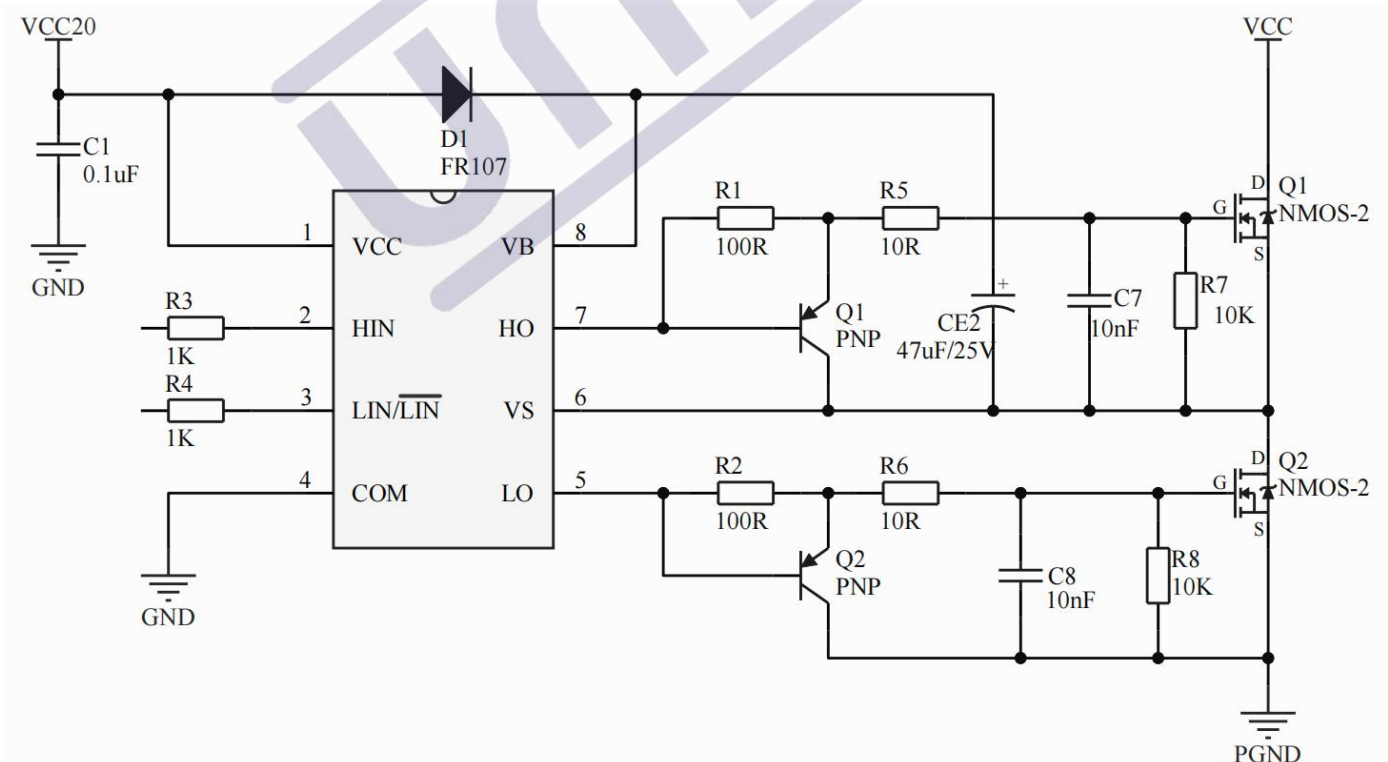 VCC20
VCC
C1
0.1uF
GND
D1
FR107
R1
100R
R5
10R
D
G
S
Q1
NMOS-2
1
VCC
VB
8
R3
1K
2
HIN
HO
7
Q1
PNP
CE2
47uF/25V
+
C7
10nF
R7
10K
R4
1K
3
LIN/LIN
VS
6
4
COM
LO
5
R2
100R
R6
10R
D
G
S
Q2
NMOS-2
Q2
PNP
C8
10nF
R8
10K
GND
PGND